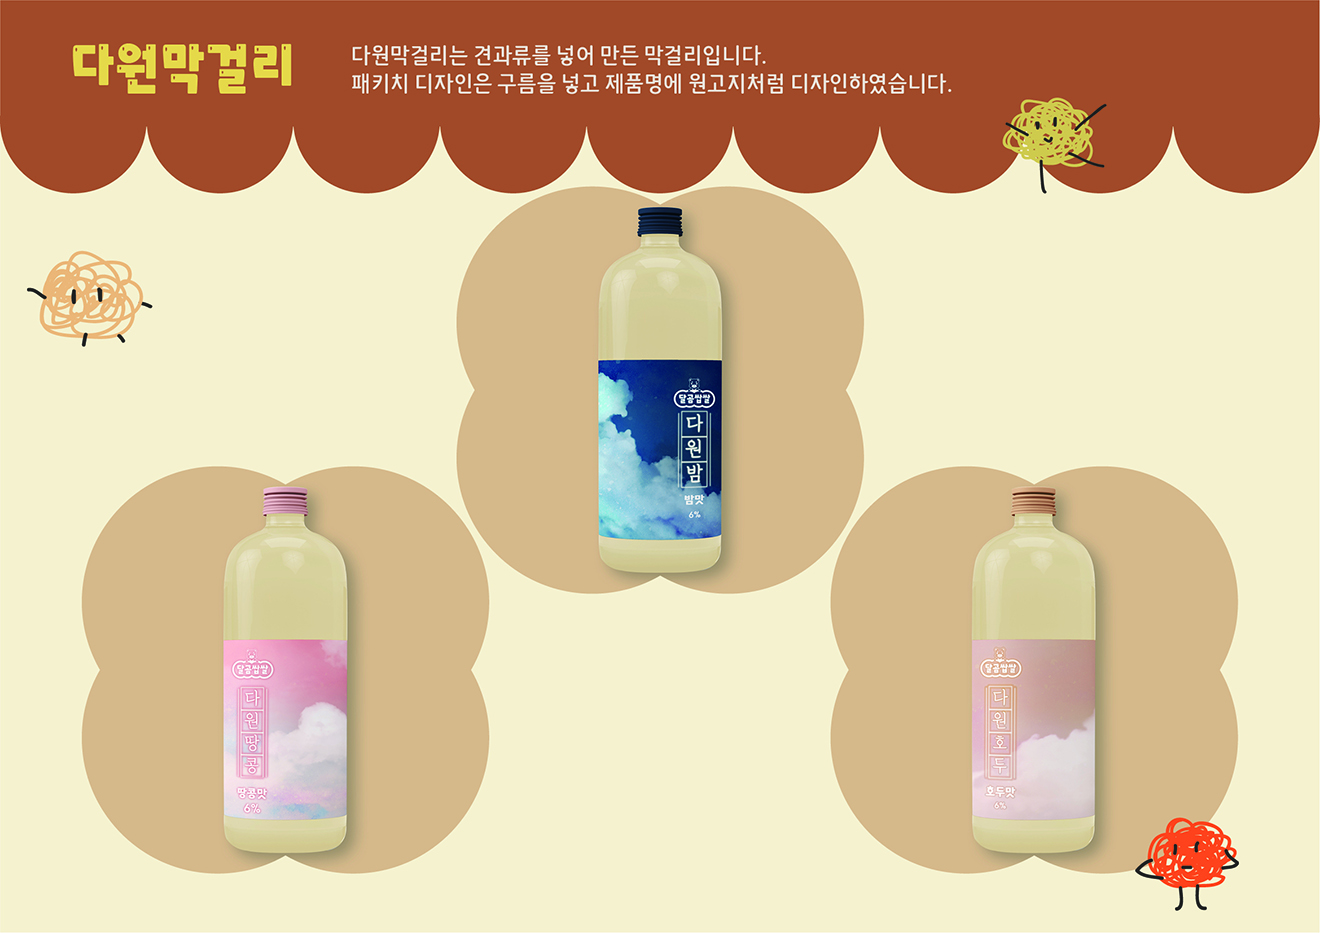 다원막걸리
다원막걸리는 견과류를 넣어 만든 막걸리입니다.
패키치 디자인은 구름을 넣고 제품명에 원고지처럼 디자인하였습니다.
달콤쌉쌀
다원밤
밤맛
6%
달콤쌉쌀
다원땅콩
땅콩맛
6%
달콤쌉쌀
다원호두
호두맛
6%